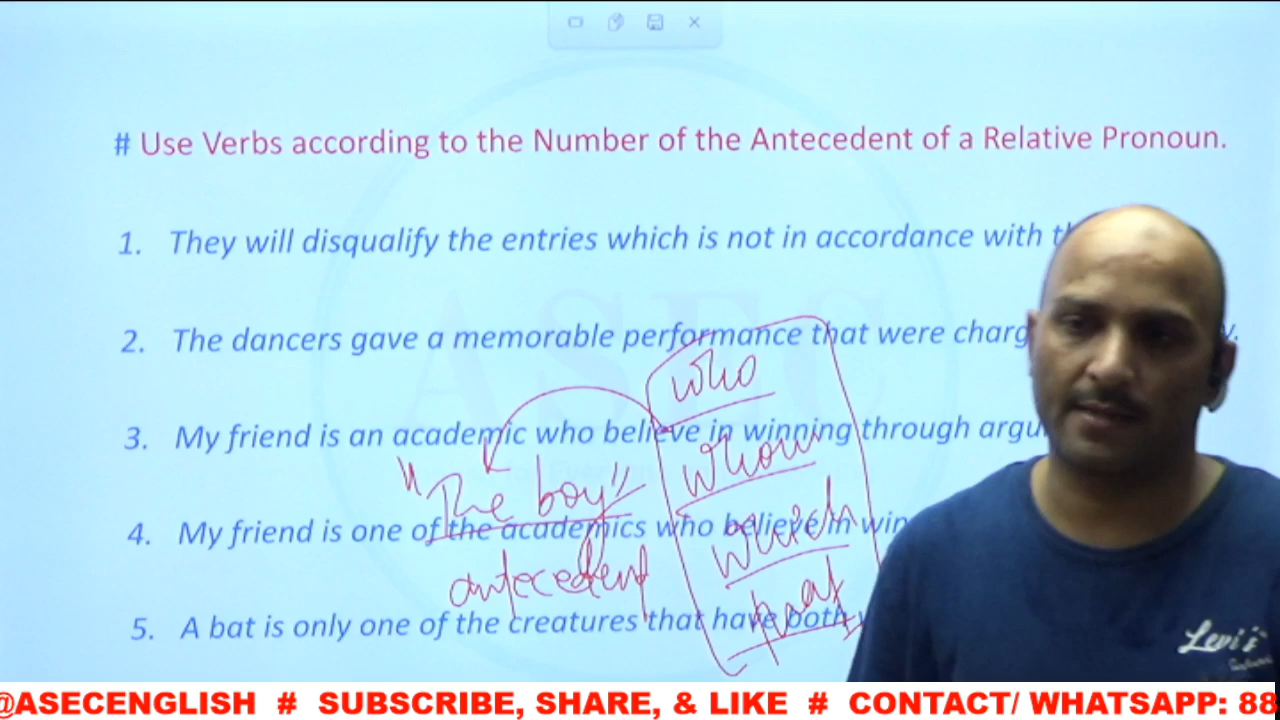 # Use Verbs according to the Number of the Antecedent of a Relative Pronoun.
1. They will disqualify the entries which is not in accordance with
2. The dancers gave a memorable performance that were
who
3. My friend is an academic who believe in winning through
whom
"The boy"
4. My friend is one of the academics who believe in
which
antecedent
that
5. A bat is only one of the creatures that have both
ASEC
Levi's
@ASECENGLISH # SUBSCRIBE, SHARE, & LIKE # CONTACT/ WHATSAPP: 88